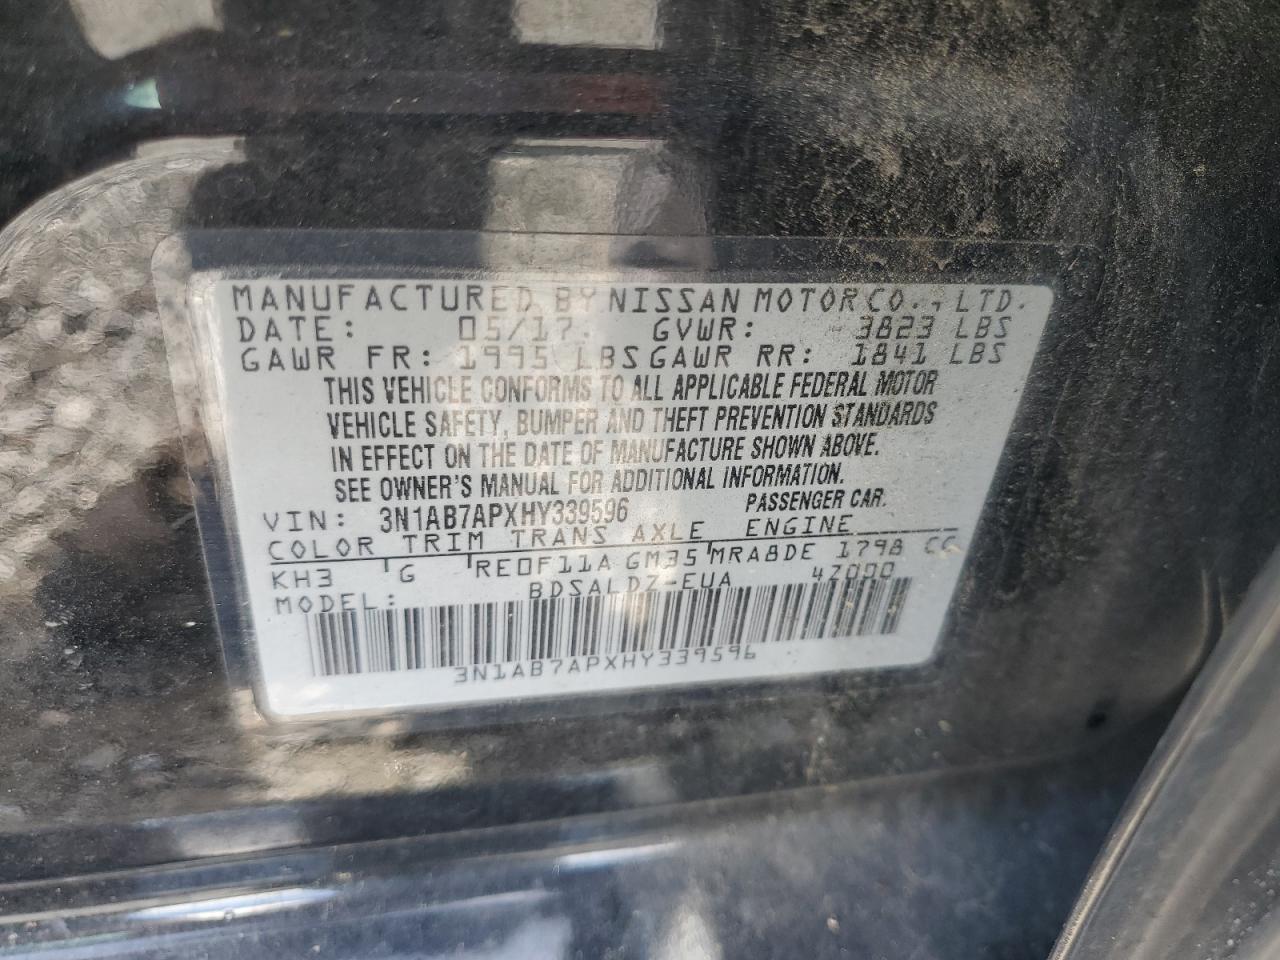 MANUFACTURED BY NISSAN MOTOR CO., LTD.
DATE: 05/17 GVWR: 3823 LBS
GAWR FR: 1995 LBS GAWR RR: 1841 LBS
THIS VEHICLE CONFORMS TO ALL APPLICABLE FEDERAL MOTOR
VEHICLE SAFETY, BUMPER AND THEFT PREVENTION STANDARDS
IN EFFECT ON THE DATE OF MANUFACTURE SHOWN ABOVE.
SEE OWNER'S MANUAL FOR ADDITIONAL INFORMATION.
VIN: 3N1AB7APXHY339596 PASSENGER CAR.
COLOR TRIM TRANS AXLE ENGINE
KH3 G RE0F11A GM35 MRA8DE 1798 CC
MODEL: BDSALDZ-EUA 4Z000
3N1AB7APXHY339596